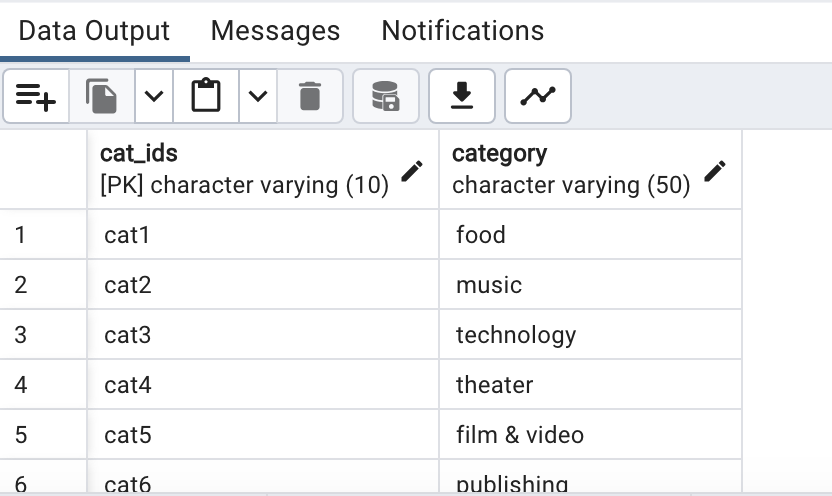 Data Output Messages Notifications
cat_ids category
[PK] character varying (10) character varying (50)
1 cat1 food
2 cat2 music
3 cat3 technology
4 cat4 theater
5 cat5 film & video
6 cat6 publishing